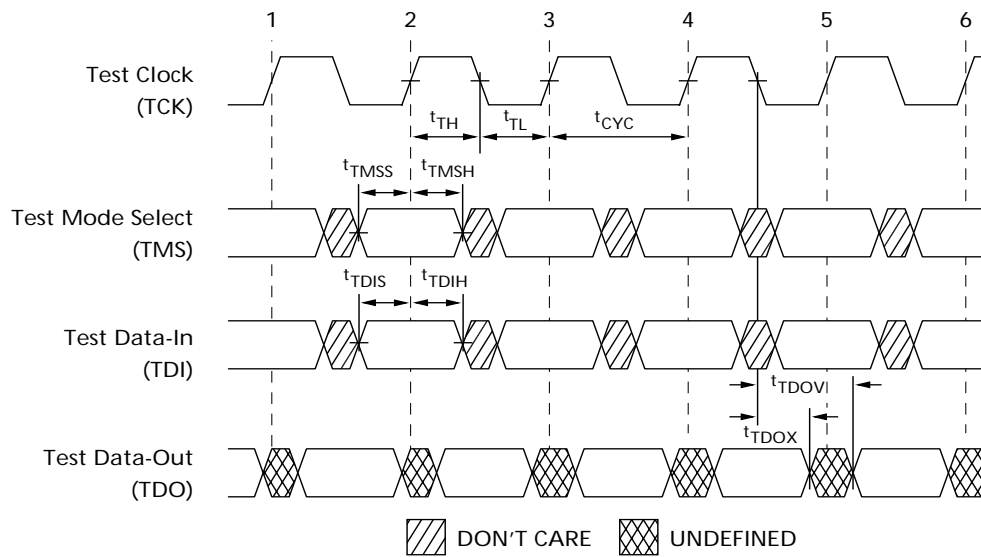 1 2 3 4 5 6
Test Clock
(TCK)
tTH tTL tCYC
tTMSS tTMSH
Test Mode Select
(TMS)
tTDIS tTDIH
Test Data-In
(TDI)
tTDOV
tTDOX
Test Data-Out
(TDO)
DON'T CARE UNDEFINED